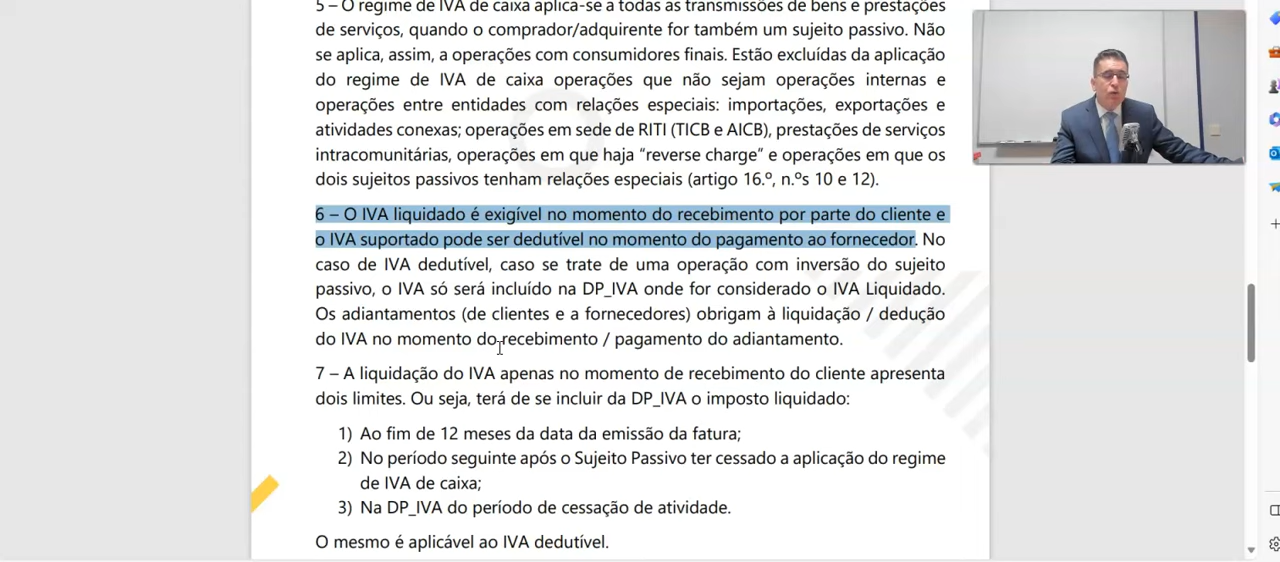 5 – O regime de IVA de caixa aplica-se a todas as transmissões de bens e prestações
de serviços, quando o comprador/adquirente for também um sujeito passivo. Não
se aplica, assim, a operações com consumidores finais. Estão excluídas da aplicação
do regime de IVA de caixa operações que não sejam operações internas e
operações entre entidades com relações especiais: importações, exportações e
atividades conexas; operações em sede de RITI (TICB e AICB), prestações de serviços
intracomunitárias, operações em que haja “reverse charge” e operações em que os
dois sujeitos passivos tenham relações especiais (artigo 16.º, n.ºs 10 e 12).
6 – O IVA liquidado é exigível no momento do recebimento por parte do cliente e
o IVA suportado pode ser dedutível no momento do pagamento ao fornecedor. No
caso de IVA dedutível, caso se trate de uma operação com inversão do sujeito
passivo, o IVA só será incluído na DP_IVA onde for considerado o IVA Liquidado.
Os adiantamentos (de clientes e a fornecedores) obrigam à liquidação / dedução
do IVA no momento do recebimento / pagamento do adiantamento.
7 – A liquidação do IVA apenas no momento de recebimento do cliente apresenta
dois limites. Ou seja, terá de se incluir da DP_IVA o imposto liquidado:
1) Ao fim de 12 meses da data da emissão da fatura;
2) No período seguinte após o Sujeito Passivo ter cessado a aplicação do regime
de IVA de caixa;
3) Na DP_IVA do período de cessação de atividade.
O mesmo é aplicável ao IVA dedutível.